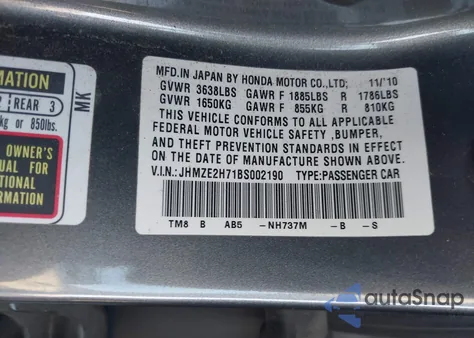 MFD.IN JAPAN BY HONDA MOTOR CO.,LTD; 11/'10
GVWR 3638LBS GAWR F 1885LBS R 1786LBS
GVWR 1650KG GAWR F 855KG R 810KG
THIS VEHICLE CONFORMS TO ALL APPLICABLE
FEDERAL MOTOR VEHICLE SAFETY ,BUMPER,
AND THEFT PREVENTION STANDARDS IN EFFECT
ON THE DATE OF MANUFACTURE SHOWN ABOVE.
V.I.N.:JHMZE2H71BS002190 TYPE:PASSENGER CAR
TM8 B AB5 -NH737M -B -S
MK
MATION
REAR 3
kg or 850lbs.
OWNER'S
UAL FOR
TIONAL
RMATION
autoSnap